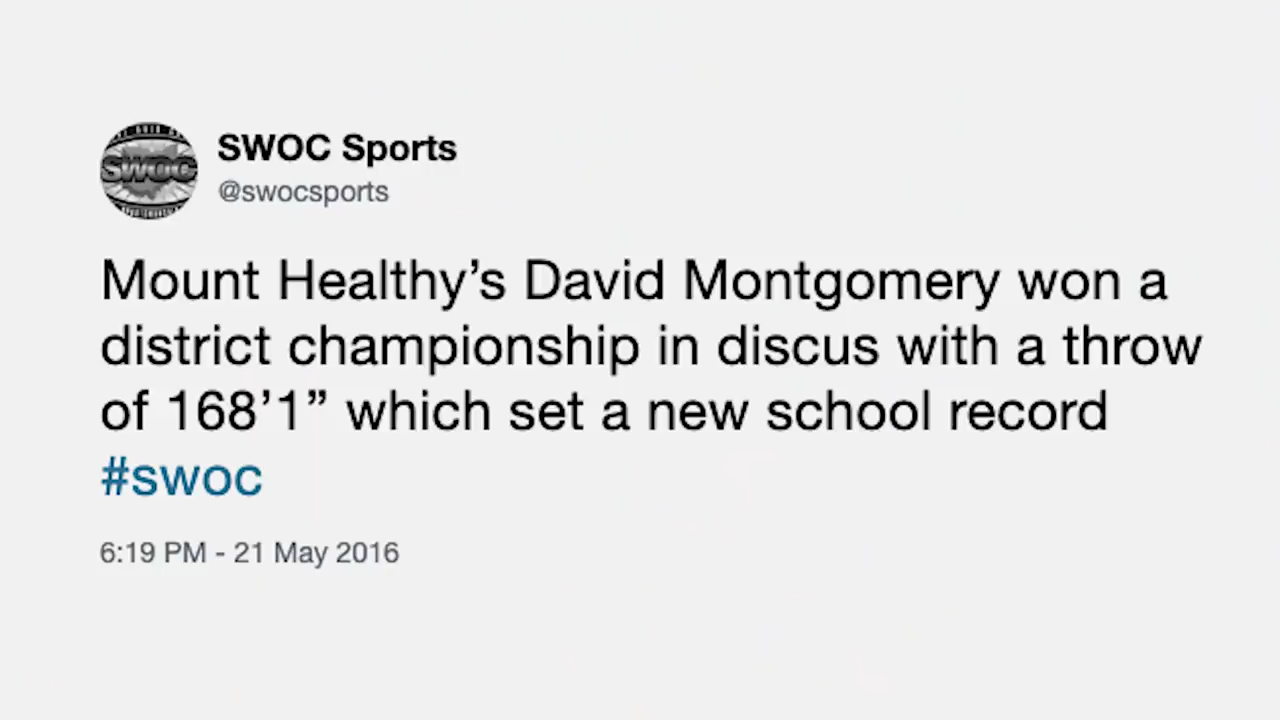 SWOC
SWOC Sports
@swocsports
Mount Healthy’s David Montgomery won a
district championship in discus with a throw
of 168’1” which set a new school record
#swoc
6:19 PM - 21 May 2016